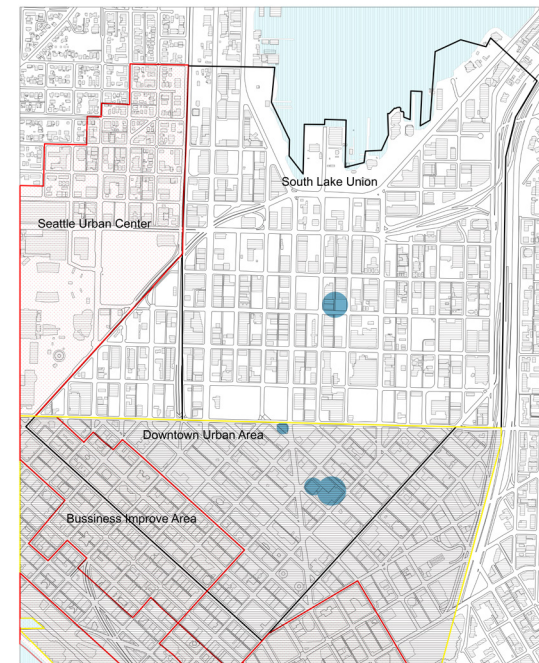 South Lake Union
Seattle Urban Center
Downtown Urban Area
Bussiness Improve Area